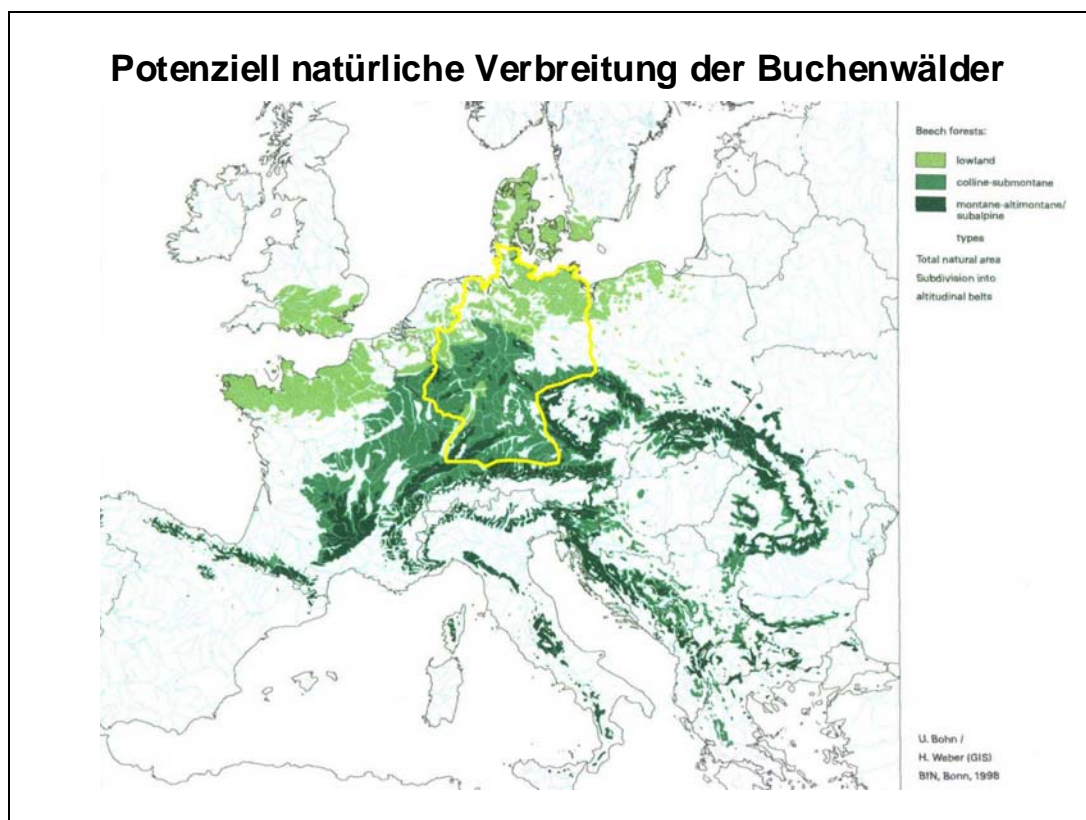 Potenziell natürliche Verbreitung der Buchenwälder
Beech forests:
lowland
colline-submontane
montane-altimontane/
subalpine
types
Total natural area
Subdivision into
altitudinal belts
U. Bohn /
H. Weber (GIS)
BfN, Bonn, 1998